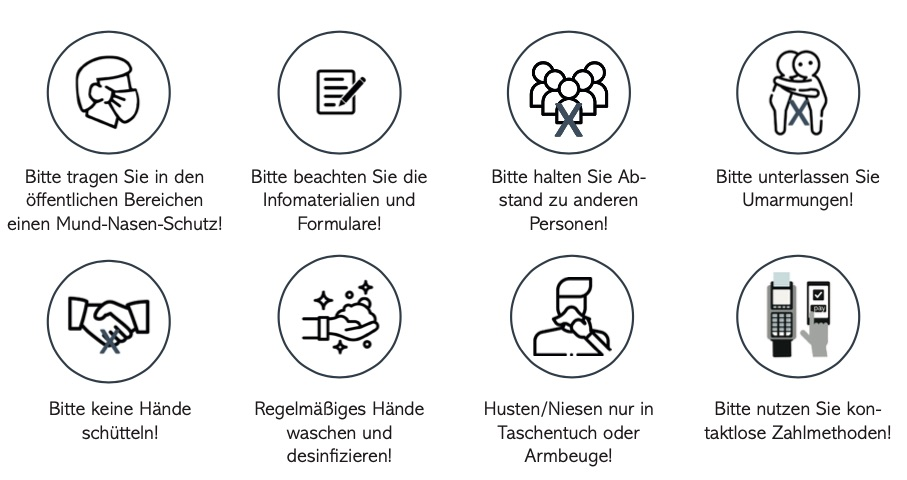 Bitte tragen Sie in den
öffentlichen Bereichen
einen Mund-Nasen-Schutz!
Bitte beachten Sie die
Infomaterialien und
Formulare!
Bitte halten Sie Ab-
stand zu anderen
Personen!
Bitte unterlassen Sie
Umarmungen!
Bitte keine Hände
schütteln!
Regelmäßiges Hände
waschen und
desinfizieren!
Husten/Niesen nur in
Taschentuch oder
Armbeuge!
pay
Bitte nutzen Sie kon-
taktlose Zahlmethoden!